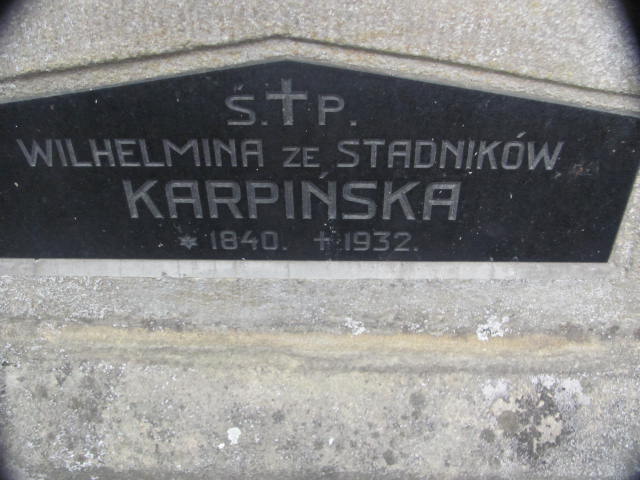 Ś.†P.
WILHELMINA ZE STADNIKÓW
KARPIŃSKA
* 1840. † 1932.